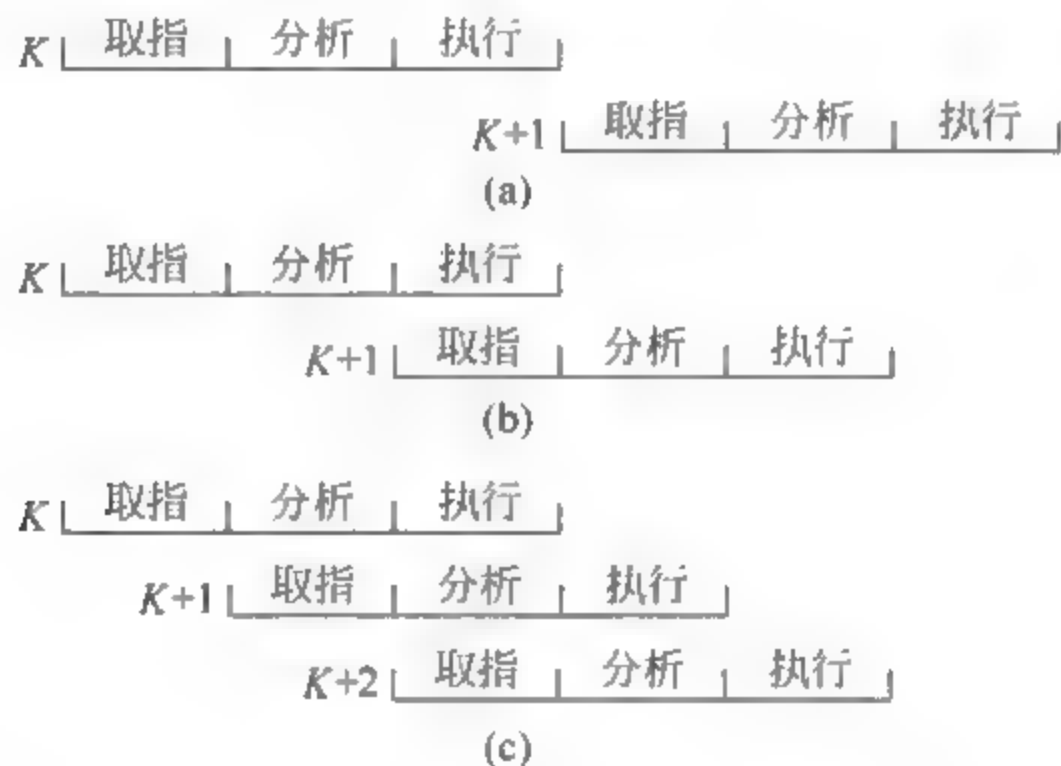 K 取指 分析 执行
K+1 取指 分析 执行
(a)
K 取指 分析 执行
K+1 取指 分析 执行
(b)
K 取指 分析 执行
K+1 取指 分析 执行
K+2 取指 分析 执行
(c)